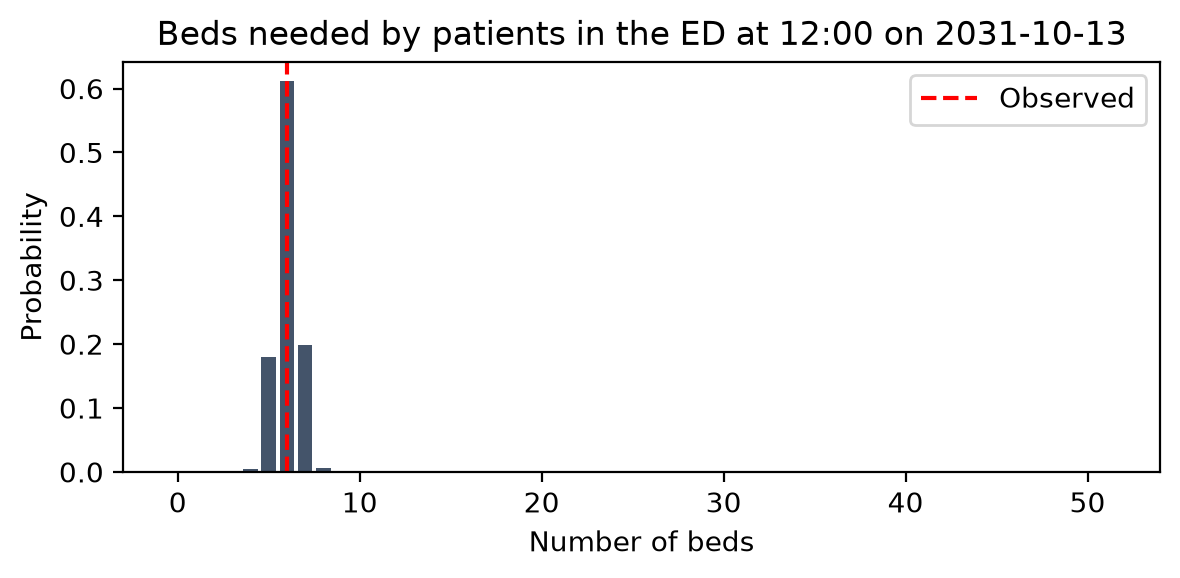 Beds needed by patients in the ED at 12:00 on 2031-10-13
Observed
Probability
0.6
0.5
0.4
0.3
0.2
0.1
0.0
0 10 20 30 40 50
Number of beds